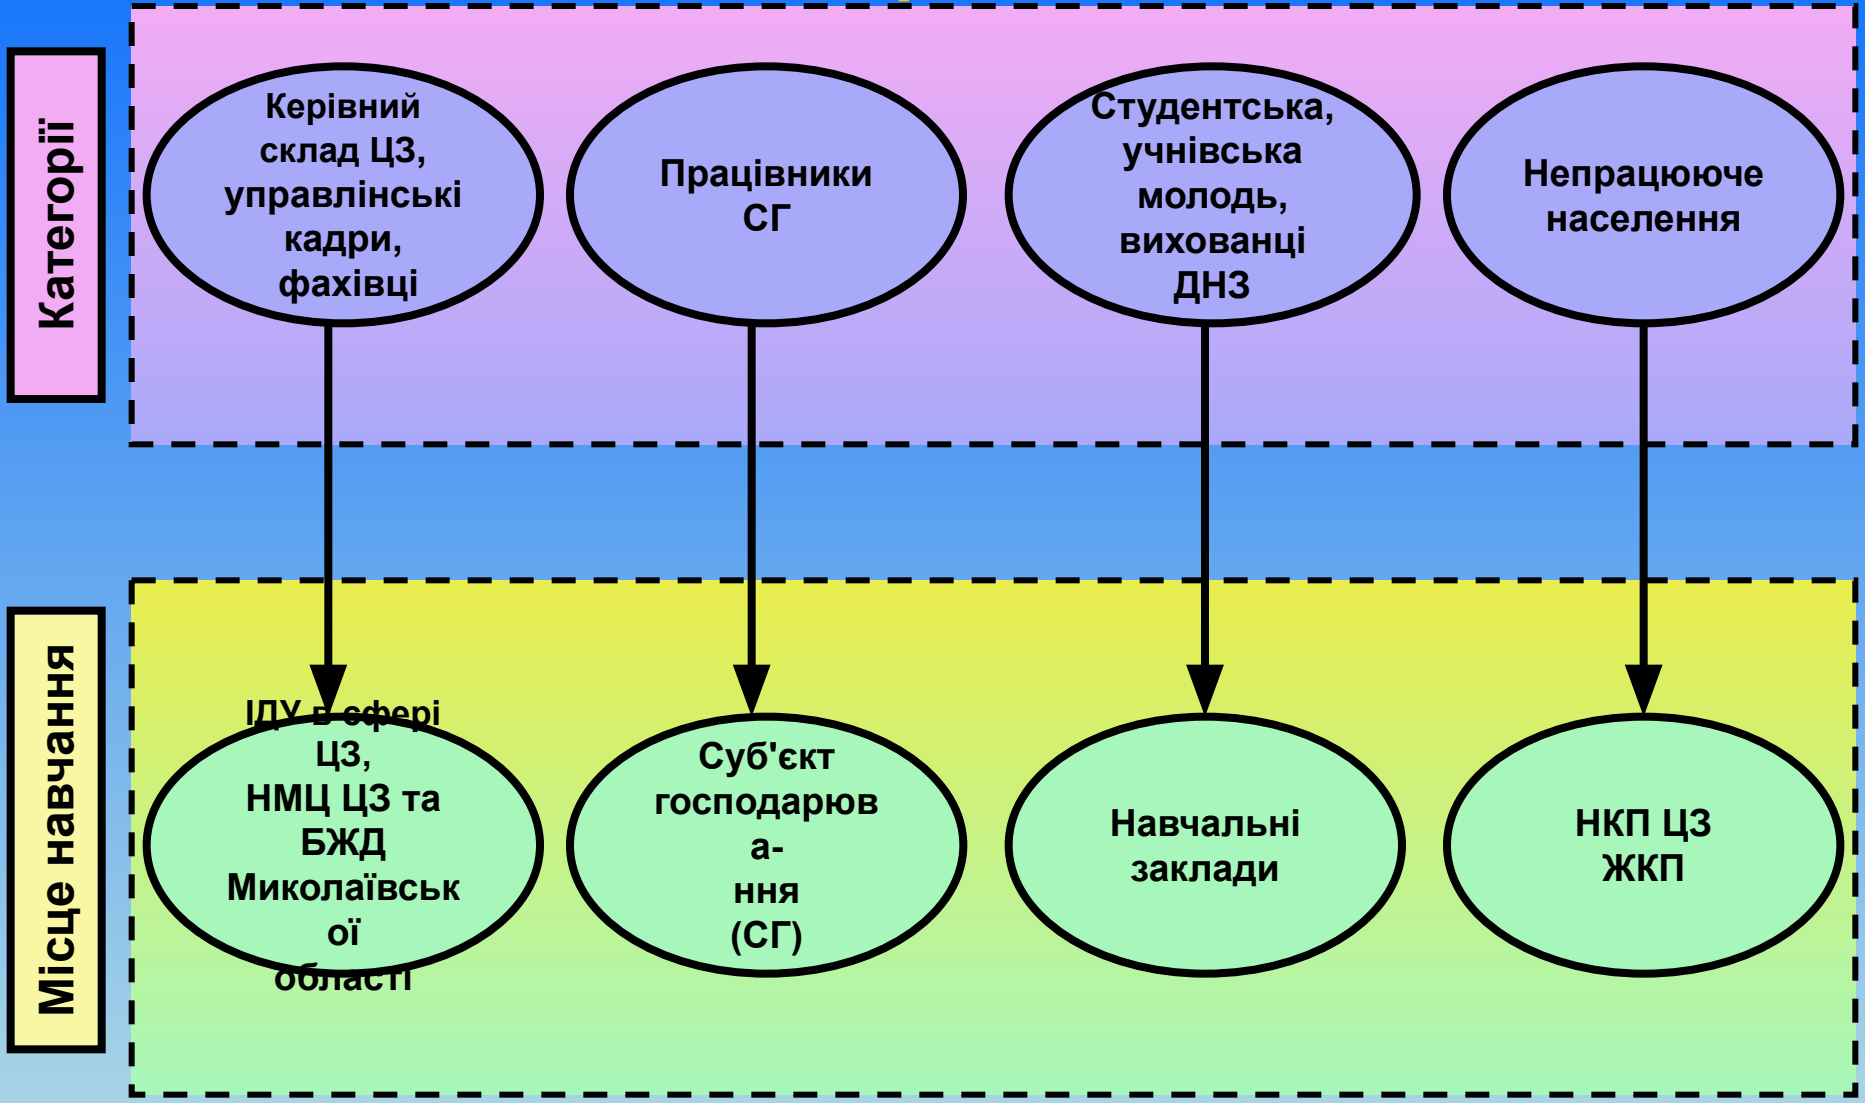 Категорії
Керівний
склад ЦЗ,
управлінські
кадри,
фахівці
Працівники
СГ
Студентська,
учнівська
молодь,
вихованці
ДНЗ
Непрацююче
населення
Місце навчання
ІДУ в сфері
ЦЗ,
НМЦ ЦЗ та
БЖД
Миколаївськ
ої
області
Суб'єкт
господарюв
а-
ння
(СГ)
Навчальні
заклади
НКП ЦЗ
ЖКП